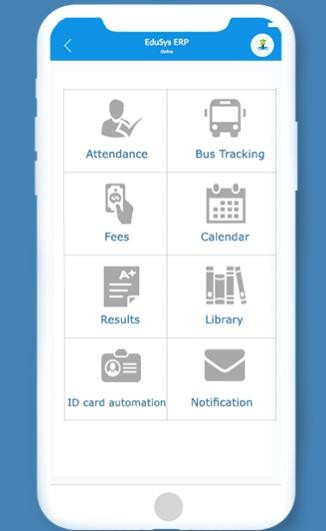 EduSys ERP
Online
Attendance
Bus Tracking
Fees
Calendar
A+
Results
Library
ID card automation
Notification